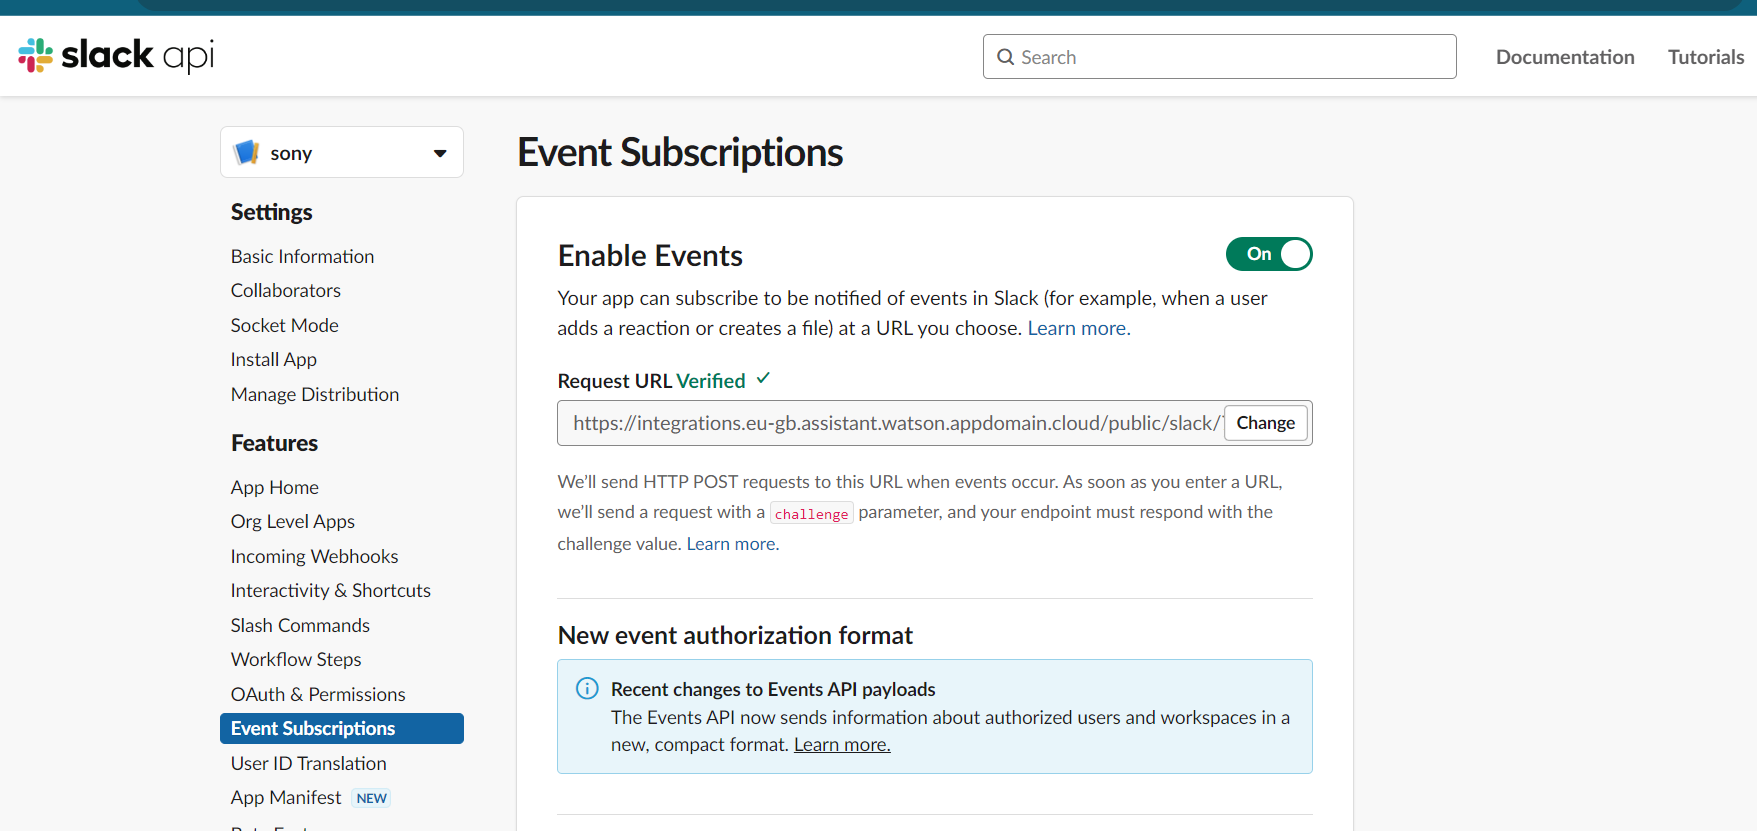 slack api
Search
Documentation
Tutorials
sony
Settings
Basic Information
Collaborators
Socket Mode
Install App
Manage Distribution
Features
App Home
Org Level Apps
Incoming Webhooks
Interactivity & Shortcuts
Slash Commands
Workflow Steps
OAuth & Permissions
Event Subscriptions
User ID Translation
App Manifest NEW
Event Subscriptions
Enable Events
On
Your app can subscribe to be notified of events in Slack (for example, when a user
adds a reaction or creates a file) at a URL you choose. Learn more.
Request URL Verified ✓
https://integrations.eu-gb.assistant.watson.appdomain.cloud/public/slack/
Change
We’ll send HTTP POST requests to this URL when events occur. As soon as you enter a URL,
we’ll send a request with a challenge parameter, and your endpoint must respond with the
challenge value. Learn more.
New event authorization format
Recent changes to Events API payloads
The Events API now sends information about authorized users and workspaces in a
new, compact format. Learn more.